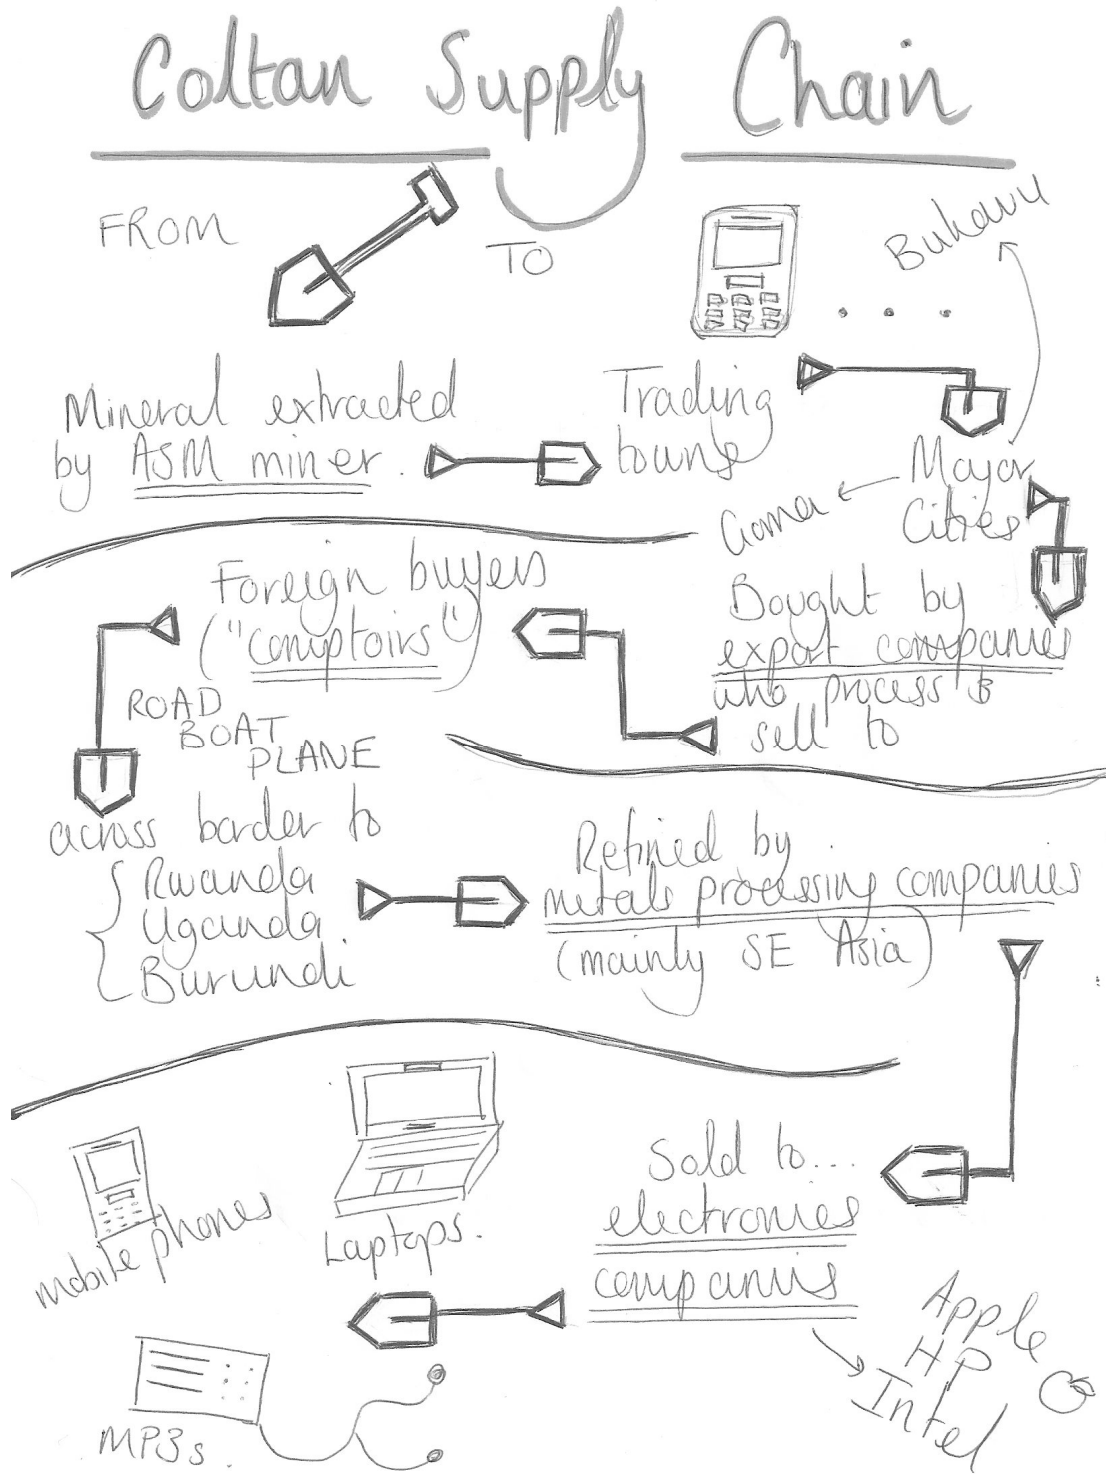 Coltan Supply Chain
FROM
TO
...
Mineral extracted
by ASM miner.
Trading
towns
Major
Cities
Bukavu
Goma
Bought by
export companies
who process &
sell to
Foreign buyers
("comptoirs")
ROAD
BOAT
PLANE
across border to
Rwanda
Uganda
Burundi
Refined by
metals processing companies
(mainly SE Asia)
Sold to...
electronics
companies
Apple
HP
Intel
Laptops.
mobile phones
MP3s.